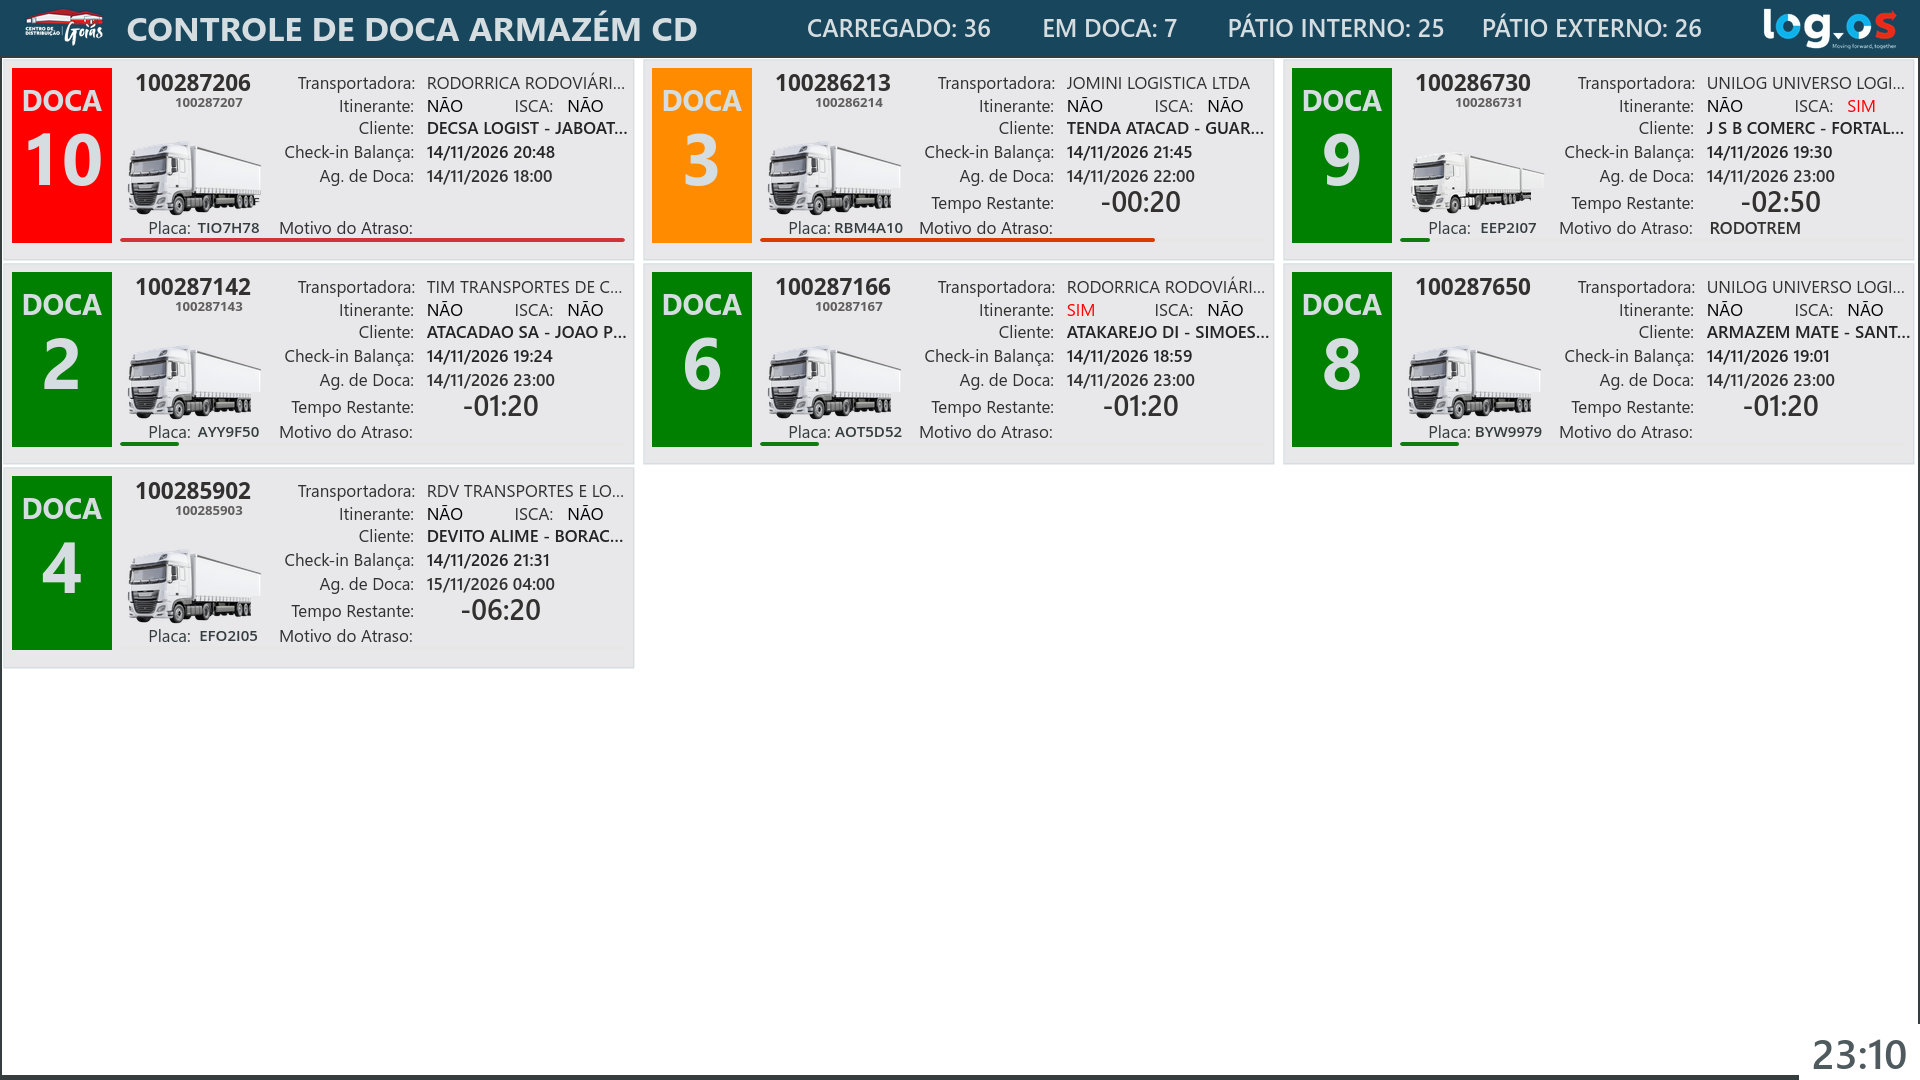 CENTRO DE DISTRIBUIÇÃO Goiás
CONTROLE DE DOCA ARMAZÉM CD
CARREGADO: 36
EM DOCA: 7
PÁTIO INTERNO: 25
PÁTIO EXTERNO: 26
log.os
Moving forward, together
DOCA
10
100287206
100287207
Transportadora: RODORRICA RODOVIÁRI...
Itinerante: NÃO ISCA: NÃO
Cliente: DECSA LOGIST - JABOAT...
Check-in Balança: 14/11/2026 20:48
Ag. de Doca: 14/11/2026 18:00
Placa: TIO7H78 Motivo do Atraso:
DOCA
3
100286213
100286214
Transportadora: JOMINI LOGISTICA LTDA
Itinerante: NÃO ISCA: NÃO
Cliente: TENDA ATACAD - GUAR...
Check-in Balança: 14/11/2026 21:45
Ag. de Doca: 14/11/2026 22:00
Tempo Restante: -00:20
Placa: RBM4A10 Motivo do Atraso:
DOCA
9
100286730
100286731
Transportadora: UNILOG UNIVERSO LOGI...
Itinerante: NÃO ISCA: SIM
Cliente: J S B COMERC - FORTAL...
Check-in Balança: 14/11/2026 19:30
Ag. de Doca: 14/11/2026 23:00
Tempo Restante: -02:50
Placa: EEP2I07 Motivo do Atraso: RODOTREM
DOCA
2
100287142
100287143
Transportadora: TIM TRANSPORTES DE C...
Itinerante: NÃO ISCA: NÃO
Cliente: ATACADAO SA - JOAO P...
Check-in Balança: 14/11/2026 19:24
Ag. de Doca: 14/11/2026 23:00
Tempo Restante: -01:20
Placa: AYY9F50 Motivo do Atraso:
DOCA
6
100287166
100287167
Transportadora: RODORRICA RODOVIÁRI...
Itinerante: SIM ISCA: NÃO
Cliente: ATAKAREJO DI - SIMOES...
Check-in Balança: 14/11/2026 18:59
Ag. de Doca: 14/11/2026 23:00
Tempo Restante: -01:20
Placa: AOT5D52 Motivo do Atraso:
DOCA
8
100287650
Transportadora: UNILOG UNIVERSO LOGI...
Itinerante: NÃO ISCA: NÃO
Cliente: ARMAZEM MATE - SANT...
Check-in Balança: 14/11/2026 19:01
Ag. de Doca: 14/11/2026 23:00
Tempo Restante: -01:20
Placa: BYW9979 Motivo do Atraso:
DOCA
4
100285902
100285903
Transportadora: RDV TRANSPORTES E LO...
Itinerante: NÃO ISCA: NÃO
Cliente: DEVITO ALIME - BORAC...
Check-in Balança: 14/11/2026 21:31
Ag. de Doca: 15/11/2026 04:00
Tempo Restante: -06:20
Placa: EFO2I05 Motivo do Atraso:
23:10